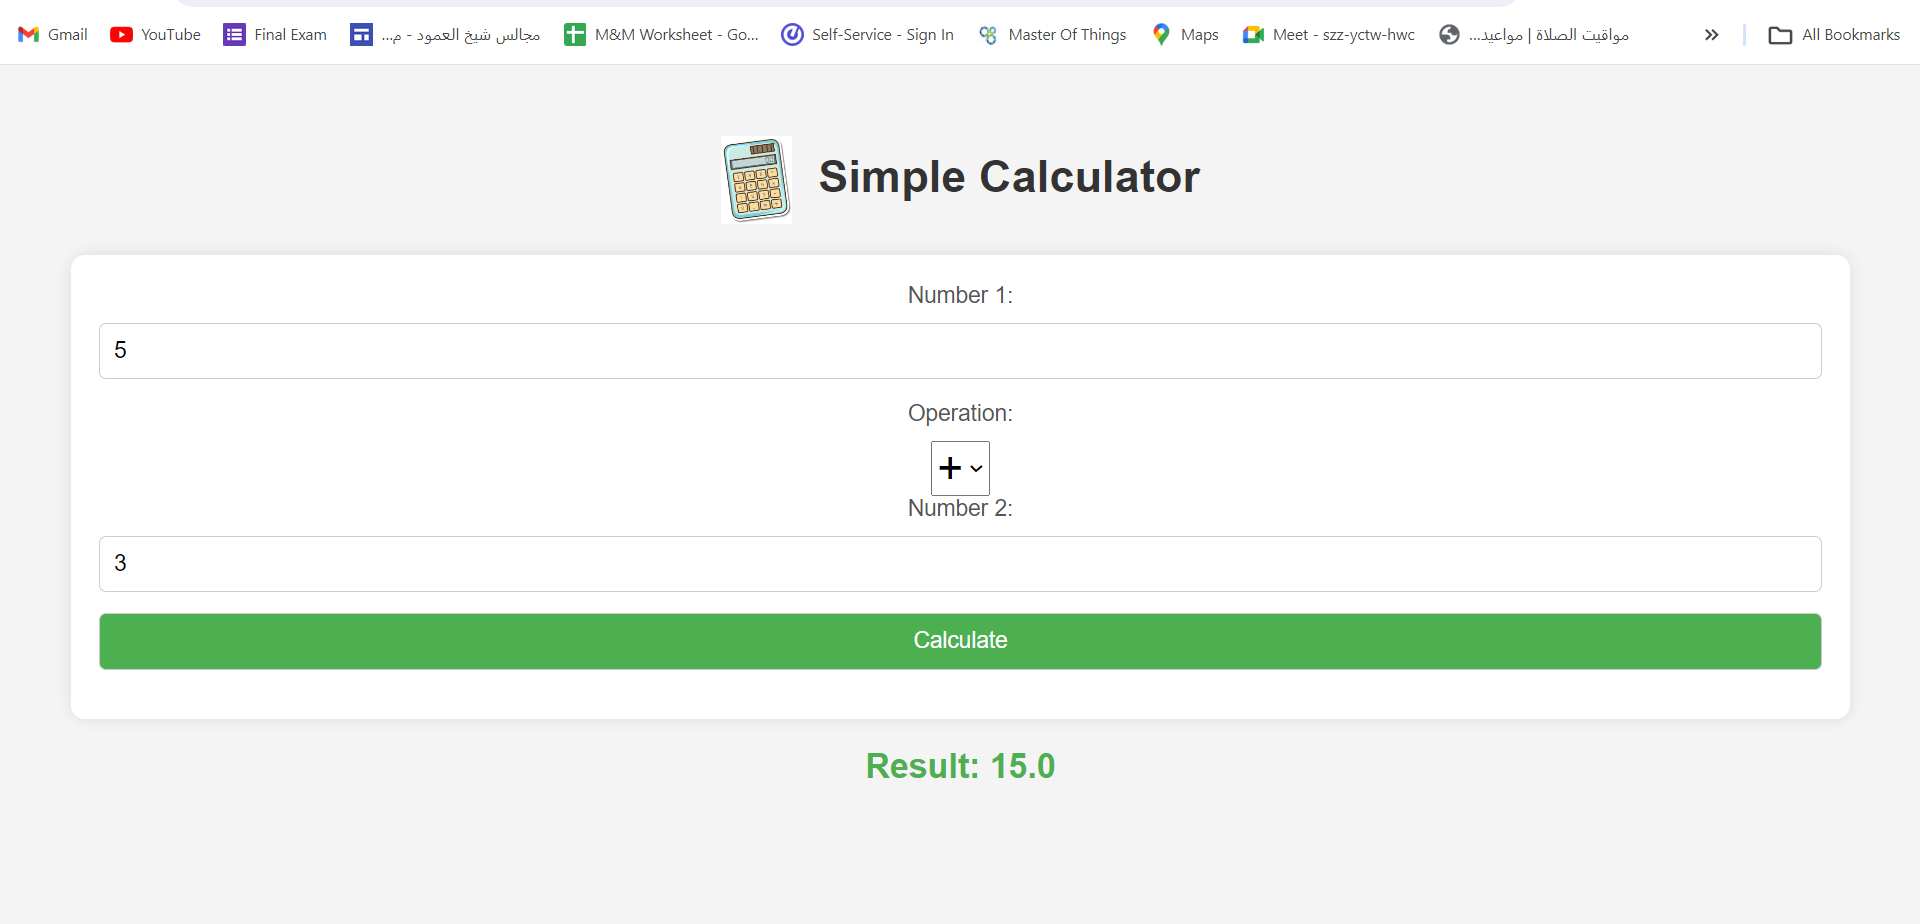 Gmail YouTube Final Exam مجالس شيخ العمود - م... M&M Worksheet - Go... Self-Service - Sign In Master Of Things Maps Meet - szz-yctw-hwc مواقيت الصلاة | مواعيد... » All Bookmarks
Simple Calculator
Number 1:
5
Operation:
+
Number 2:
3
Calculate
Result: 15.0